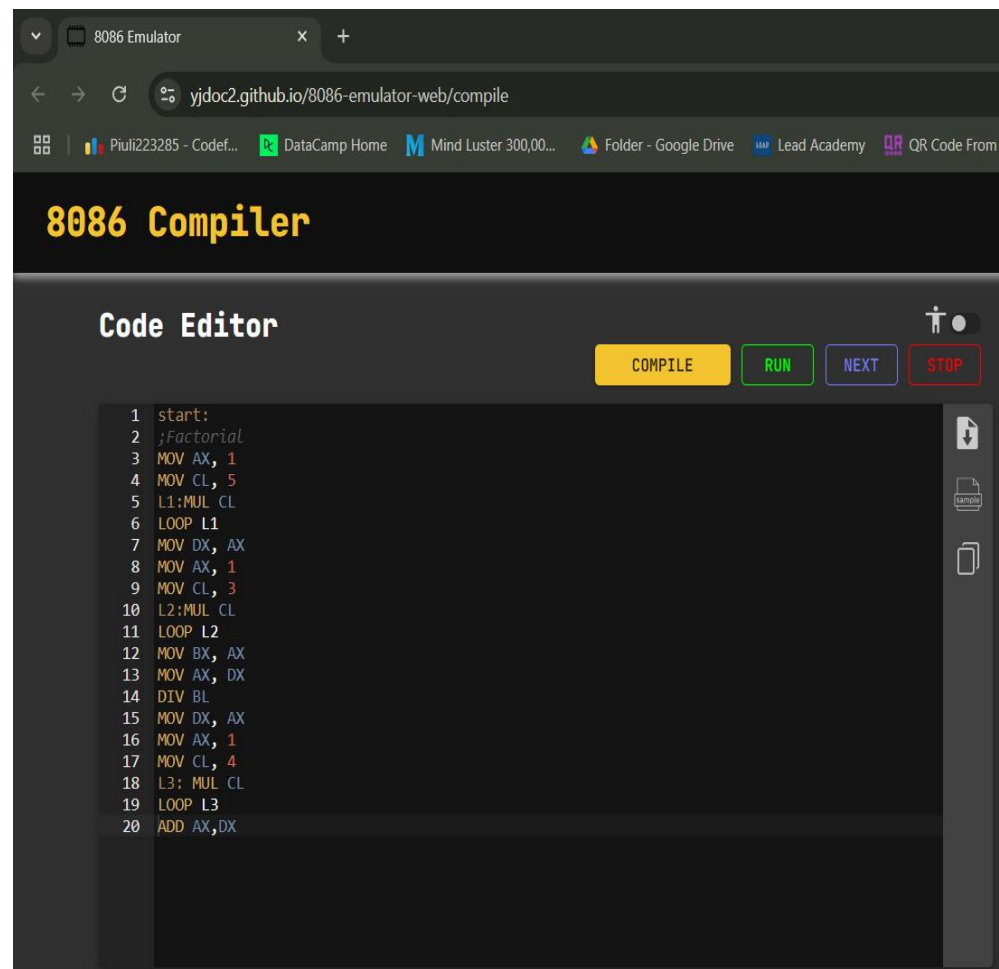 8086 Emulator
yjdoc2.github.io/8086-emulator-web/compile
Piuli223285 - Codef... DataCamp Home Mind Luster 300,00... Folder - Google Drive Lead Academy QR Code From
8086 Compiler
Code Editor
COMPILE RUN NEXT STOP
1 start:
2 ;Factorial
3 MOV AX, 1
4 MOV CL, 5
5 L1:MUL CL
6 LOOP L1
7 MOV DX, AX
8 MOV AX, 1
9 MOV CL, 3
10 L2:MUL CL
11 LOOP L2
12 MOV BX, AX
13 MOV AX, DX
14 DIV BL
15 MOV DX, AX
16 MOV AX, 1
17 MOV CL, 4
18 L3: MUL CL
19 LOOP L3
20 ADD AX,DX
sample